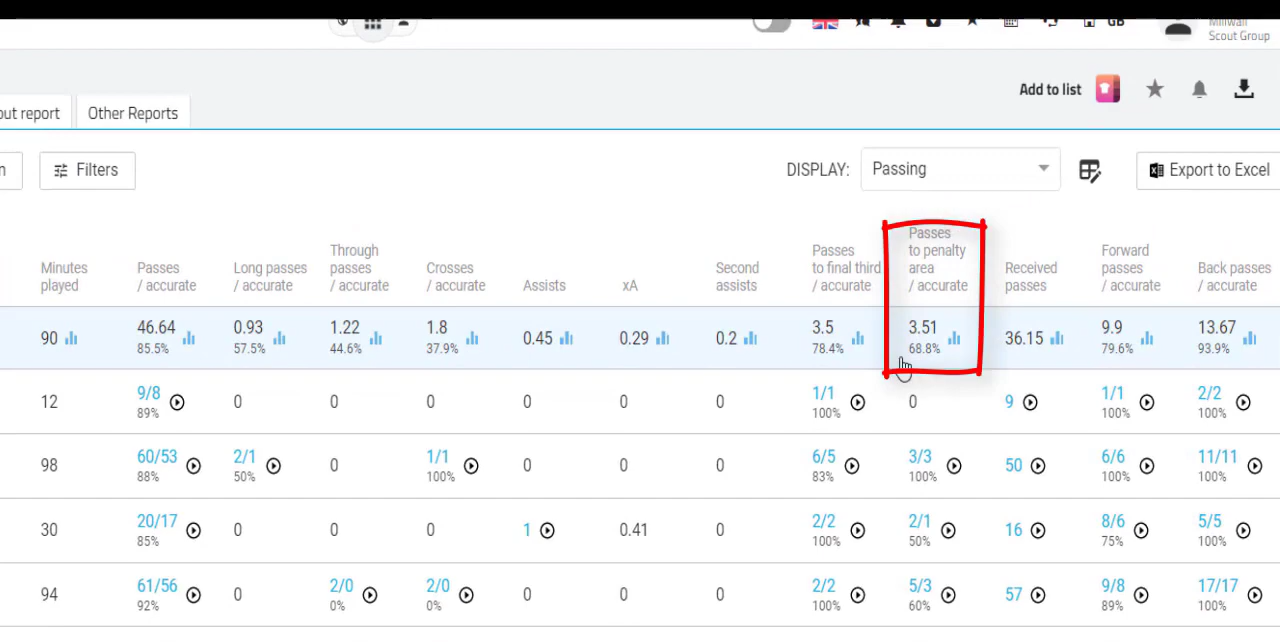 GB
Millwall
Scout Group
Add to list
out report
Other Reports
n
Filters
DISPLAY:
Passing
Export to Excel
Minutes
played
Passes
/ accurate
Long passes
/ accurate
Through
passes
/ accurate
Crosses
/ accurate
Assists
xA
Second
assists
Passes
to final third
/ accurate
Passes
to penalty
area
/ accurate
Received
passes
Forward
passes
/ accurate
Back passes
/ accurate
90
46.64
85.5%
0.93
57.5%
1.22
44.6%
1.8
37.9%
0.45
0.29
0.2
3.5
78.4%
3.51
68.8%
36.15
9.9
79.6%
13.67
93.9%
12
9/8
89%
0
0
0
0
0
0
1/1
100%
0
9
1/1
100%
2/2
100%
98
60/53
88%
2/1
50%
0
1/1
100%
0
0
0
6/5
83%
3/3
100%
50
6/6
100%
11/11
100%
30
20/17
85%
0
0
0
1
0.41
0
2/2
100%
2/1
50%
16
8/6
75%
5/5
100%
94
61/56
92%
0
2/0
0%
2/0
0%
0
0
0
2/2
100%
5/3
60%
57
9/8
89%
17/17
100%